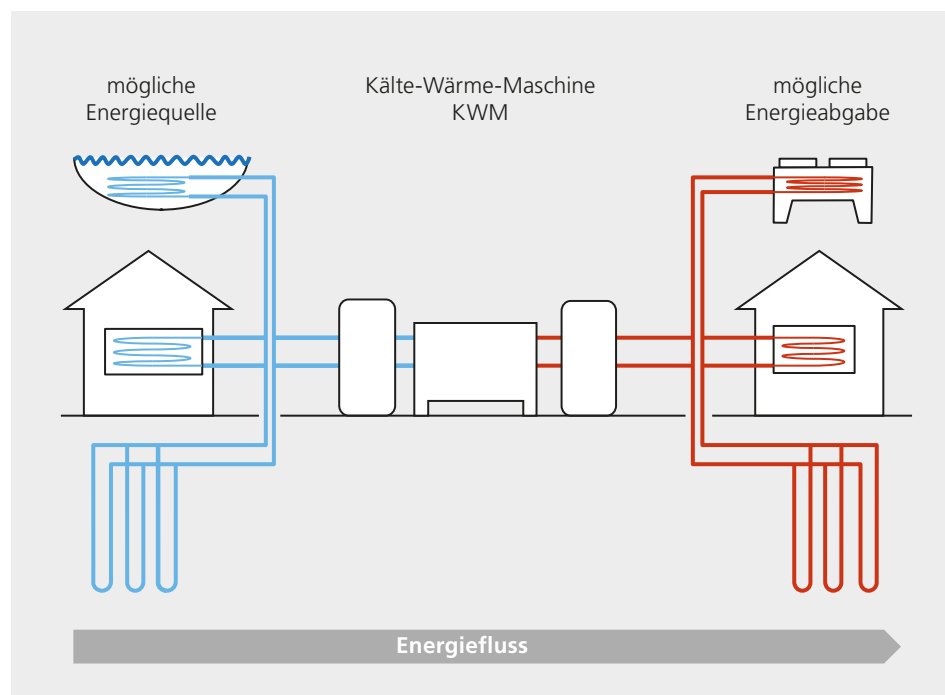 mögliche
Energiequelle
Kälte-Wärme-Maschine
KWM
mögliche
Energieabgabe
Energiefluss